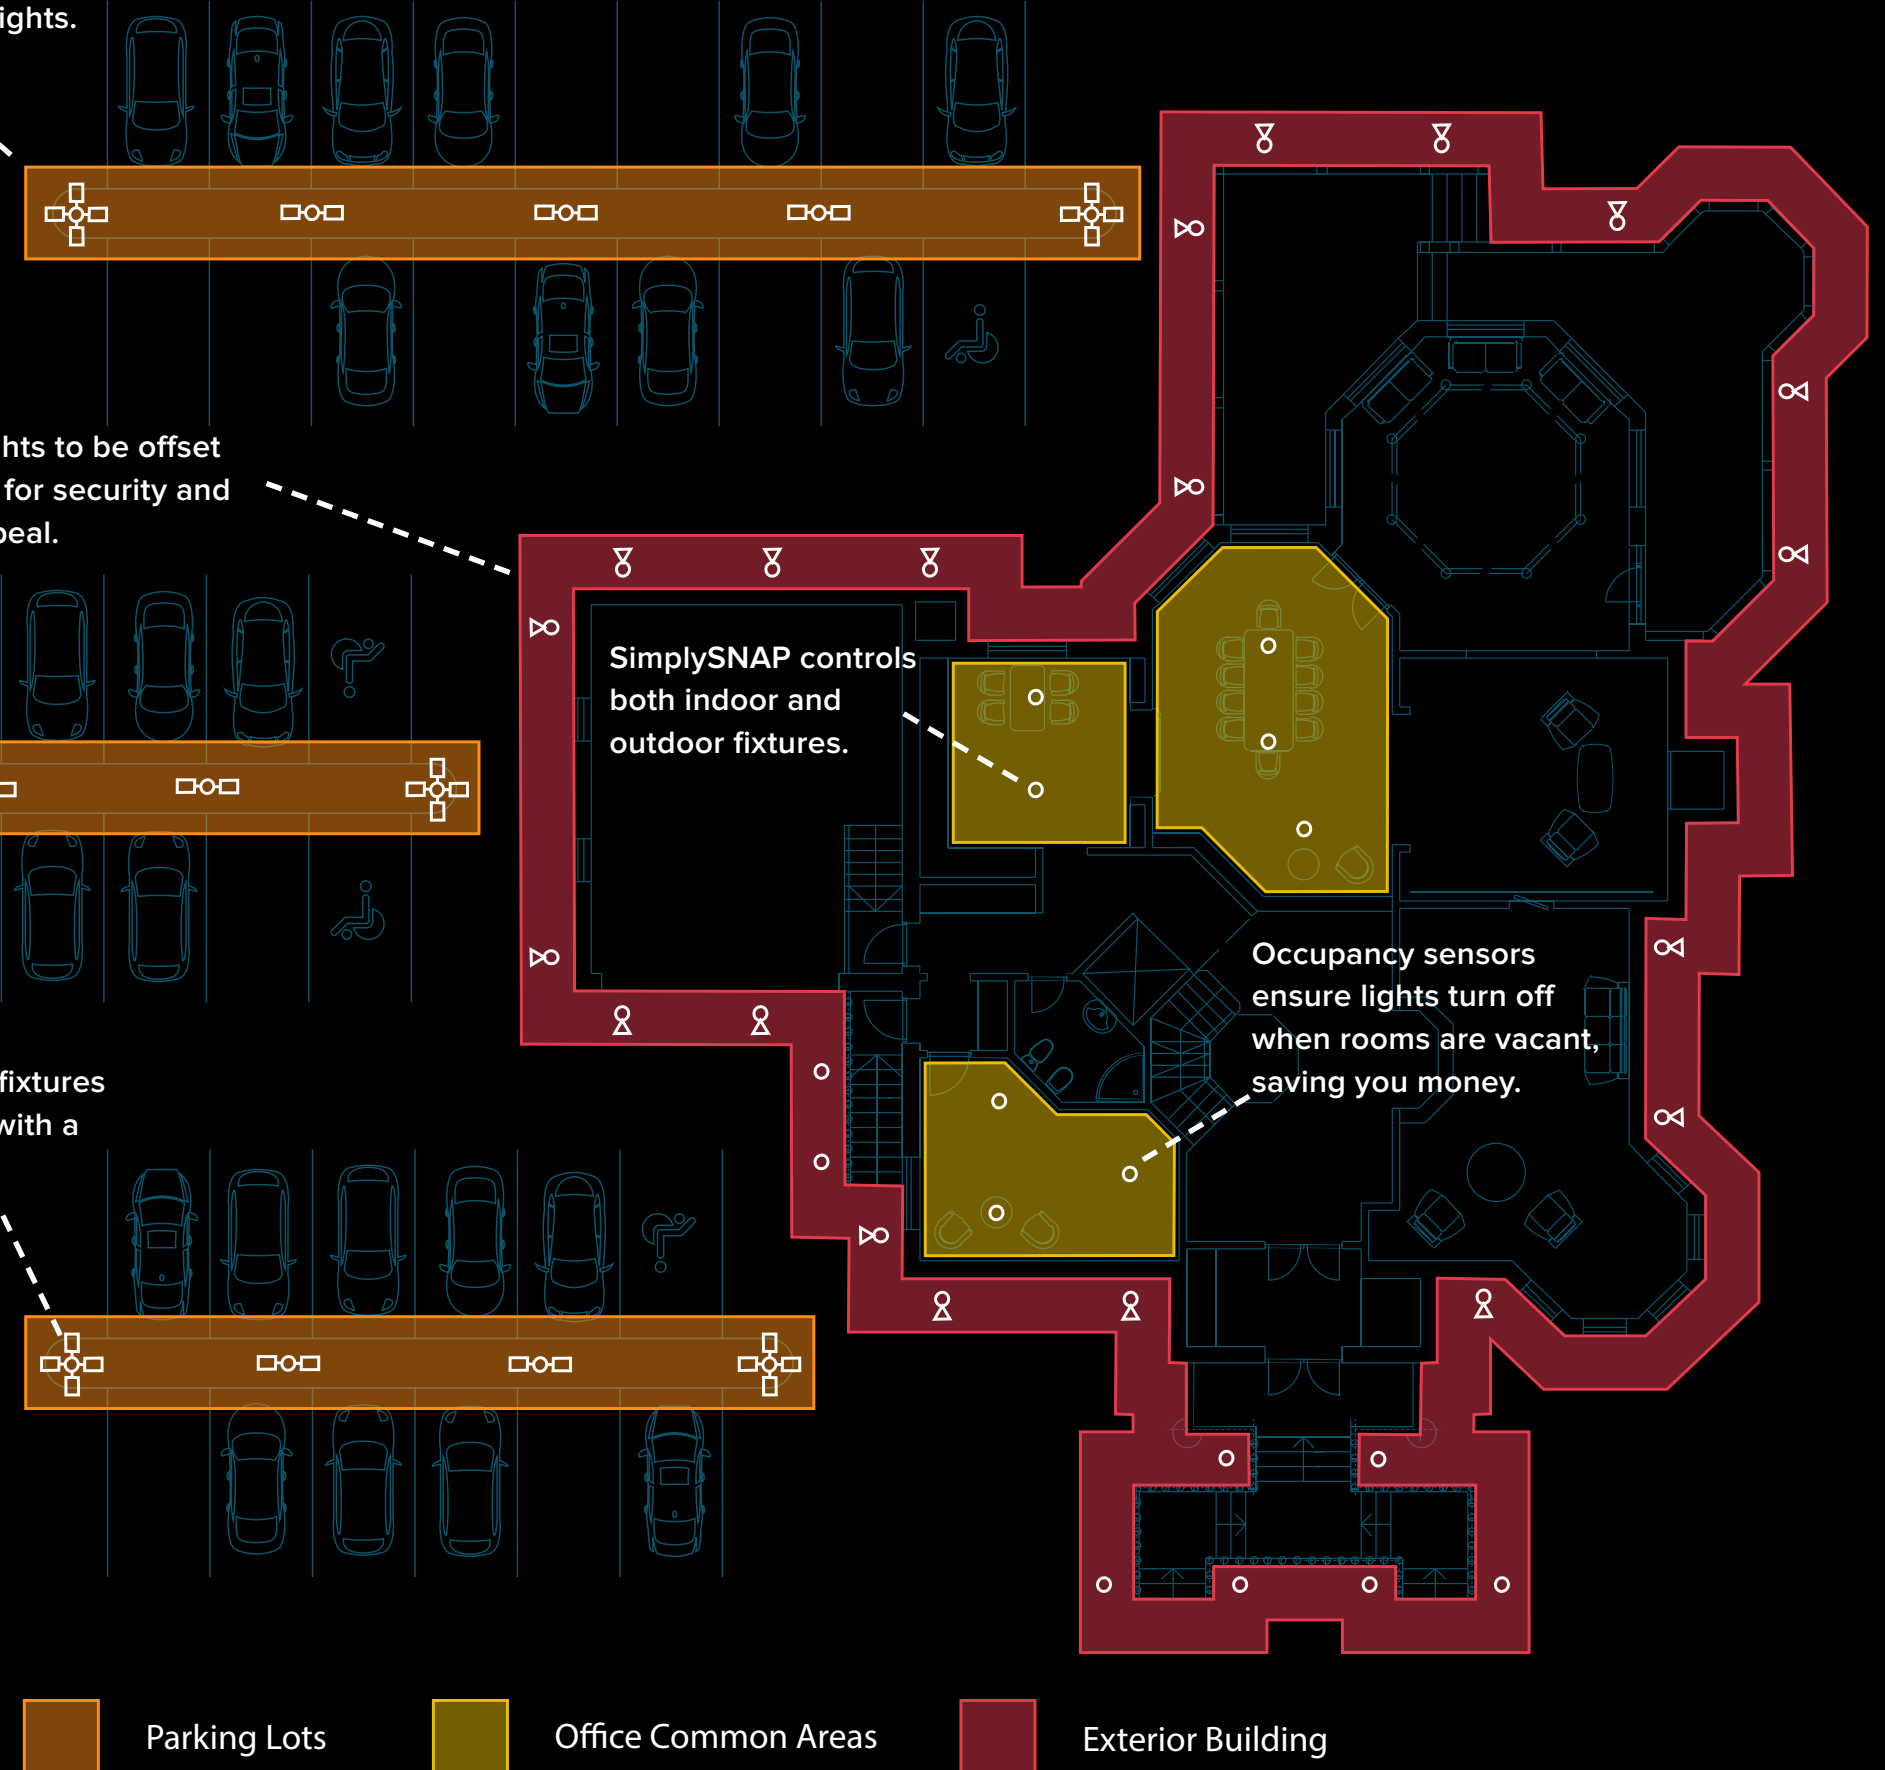 ights.
hts to be offset
for security and
peal.
SimplySNAP controls
both indoor and
outdoor fixtures.
Occupancy sensors
ensure lights turn off
when rooms are vacant,
saving you money.
fixtures
with a
Parking Lots
Office Common Areas
Exterior Building